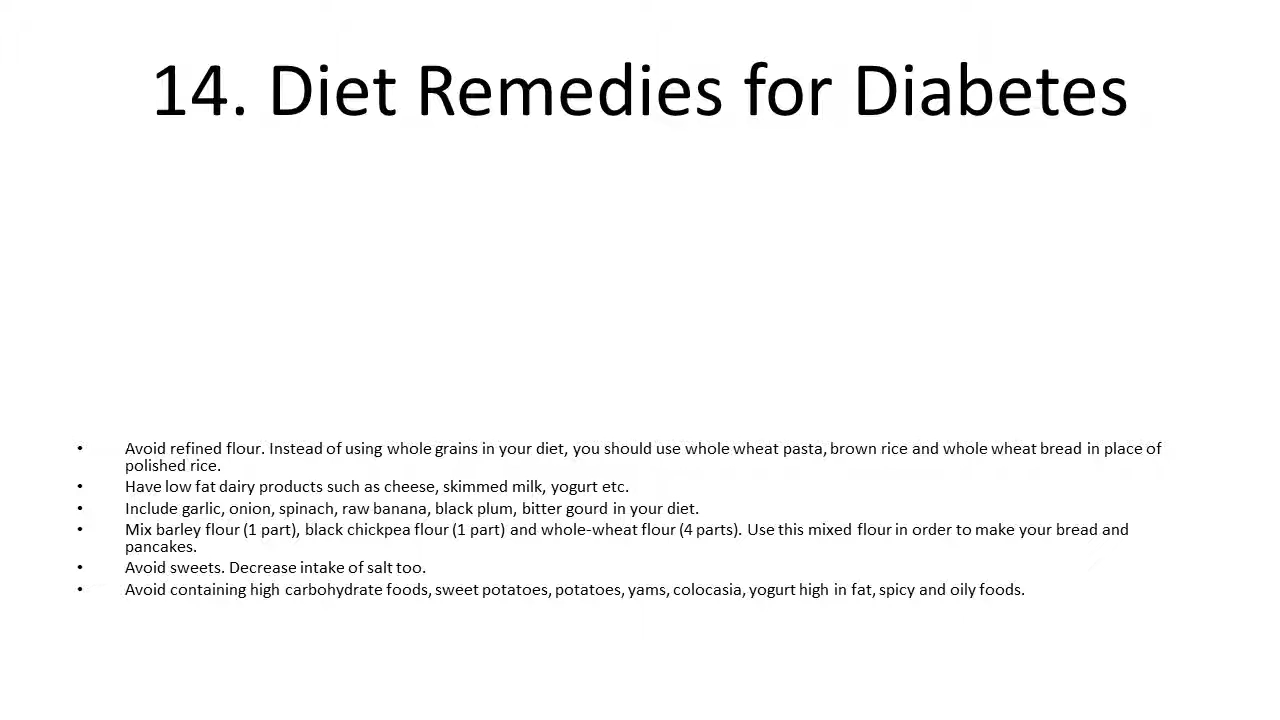 14. Diet Remedies for Diabetes
• Avoid refined flour. Instead of using whole grains in your diet, you should use whole wheat pasta, brown rice and whole wheat bread in place of
polished rice.
• Have low fat dairy products such as cheese, skimmed milk, yogurt etc.
• Include garlic, onion, spinach, raw banana, black plum, bitter gourd in your diet.
• Mix barley flour (1 part), black chickpea flour (1 part) and whole-wheat flour (4 parts). Use this mixed flour in order to make your bread and
pancakes.
• Avoid sweets. Decrease intake of salt too.
• Avoid containing high carbohydrate foods, sweet potatoes, potatoes, yams, colocasia, yogurt high in fat, spicy and oily foods.